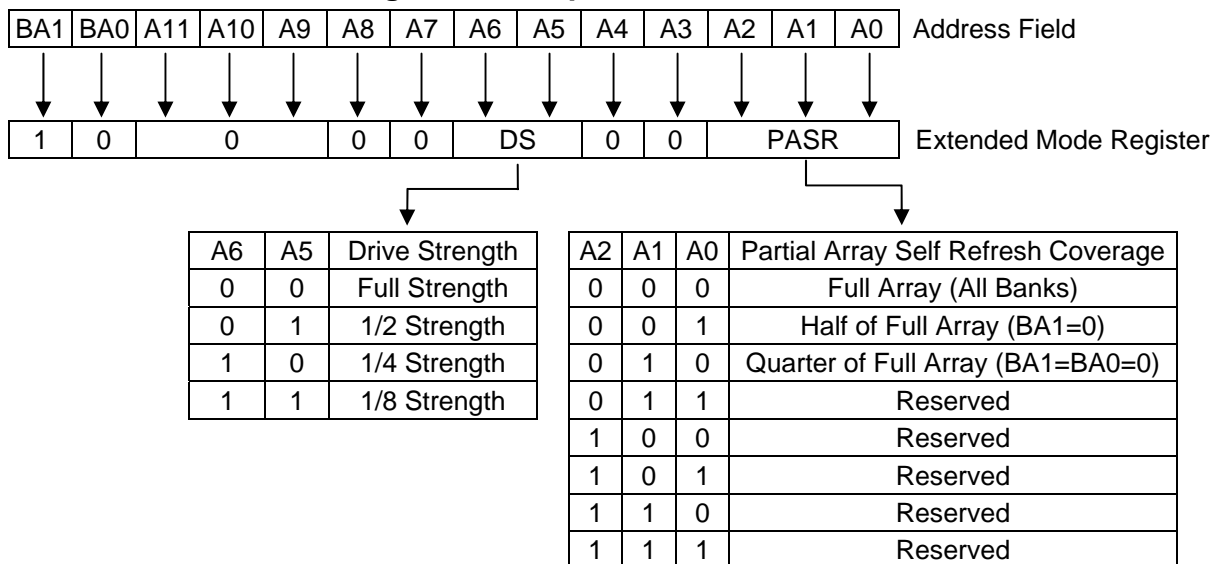 BA1 BA0 A11 A10 A9 A8 A7 A6 A5 A4 A3 A2 A1 A0 Address Field
1 0 0 0 0 DS 0 0 PASR Extended Mode Register
A6 A5 Drive Strength
0 0 Full Strength
0 1 1/2 Strength
1 0 1/4 Strength
1 1 1/8 Strength
A2 A1 A0 Partial Array Self Refresh Coverage
0 0 0 Full Array (All Banks)
0 0 1 Half of Full Array (BA1=0)
0 1 0 Quarter of Full Array (BA1=BA0=0)
0 1 1 Reserved
1 0 0 Reserved
1 0 1 Reserved
1 1 0 Reserved
1 1 1 Reserved